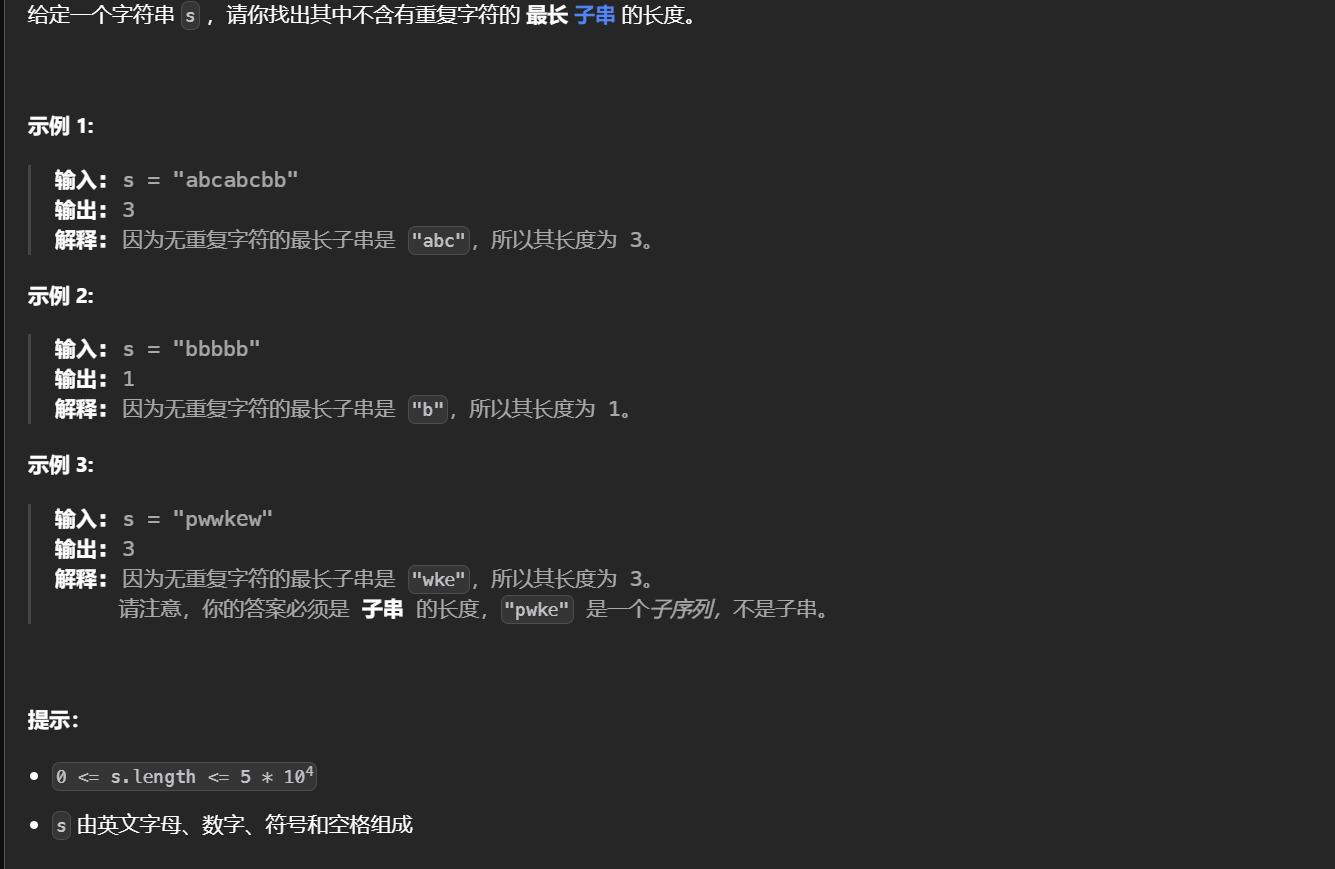 给定一个字符串 s ，请你找出其中不含有重复字符的 最长 子串 的长度。
示例 1:
输入: s = "abcabcbb"
输出: 3
解释: 因为无重复字符的最长子串是 "abc"，所以其长度为 3。
示例 2:
输入: s = "bbbbb"
输出: 1
解释: 因为无重复字符的最长子串是 "b"，所以其长度为 1。
示例 3:
输入: s = "pwwkew"
输出: 3
解释: 因为无重复字符的最长子串是 "wke"，所以其长度为 3。
请注意，你的答案必须是 子串 的长度，"pwke" 是一个子序列，不是子串。
提示：
• 0 <= s.length <= 5 * 10⁴
• s 由英文字母、数字、符号和空格组成